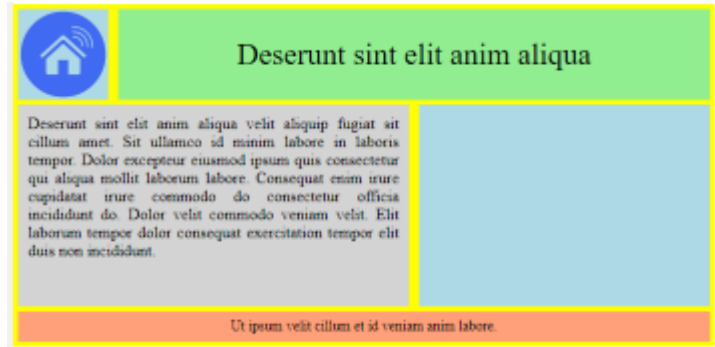 Deserunt sint elit anim aliqua
Deserunt sint elit anim aliqua velit aliquip fugiat sit
cillum amet. Sit ullamco id minim labore in laboris
tempor. Dolor excepteur eiusmod ipsum quis consectetur
qui aliqua mollit laborum labore. Consequat enim irure
cupidatat irure commodo do consectetur officia
incididunt do. Dolor velit commodo veniam velit. Elit
laborum tempor dolor consequat exercitation tempor elit
duis non incididunt.
Ut ipsum velit cillum et id veniam anim labore.